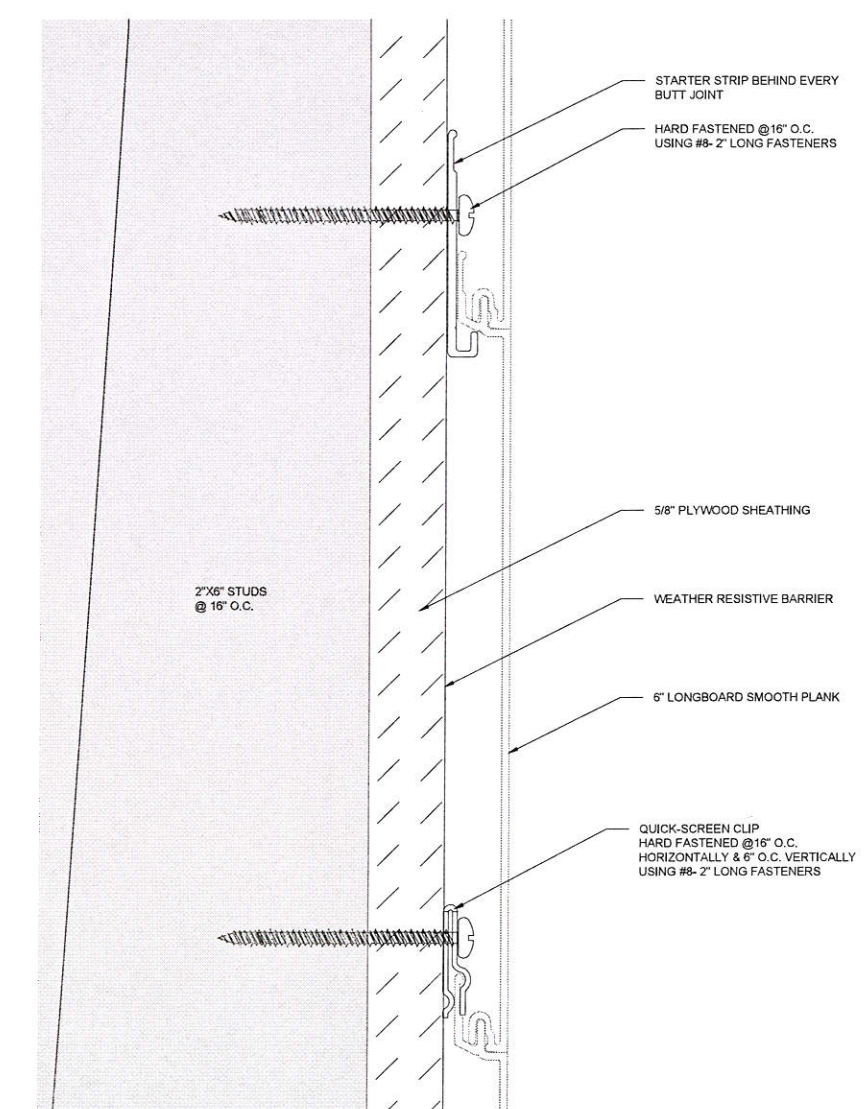 STARTER STRIP BEHIND EVERY
BUTT JOINT
HARD FASTENED @16" O.C.
USING #8- 2" LONG FASTENERS
5/8" PLYWOOD SHEATHING
2"X6" STUDS
@ 16" O.C.
WEATHER RESISTIVE BARRIER
6" LONGBOARD SMOOTH PLANK
QUICK-SCREEN CLIP
HARD FASTENED @16" O.C.
HORIZONTALLY & 6" O.C. VERTICALLY
USING #8- 2" LONG FASTENERS